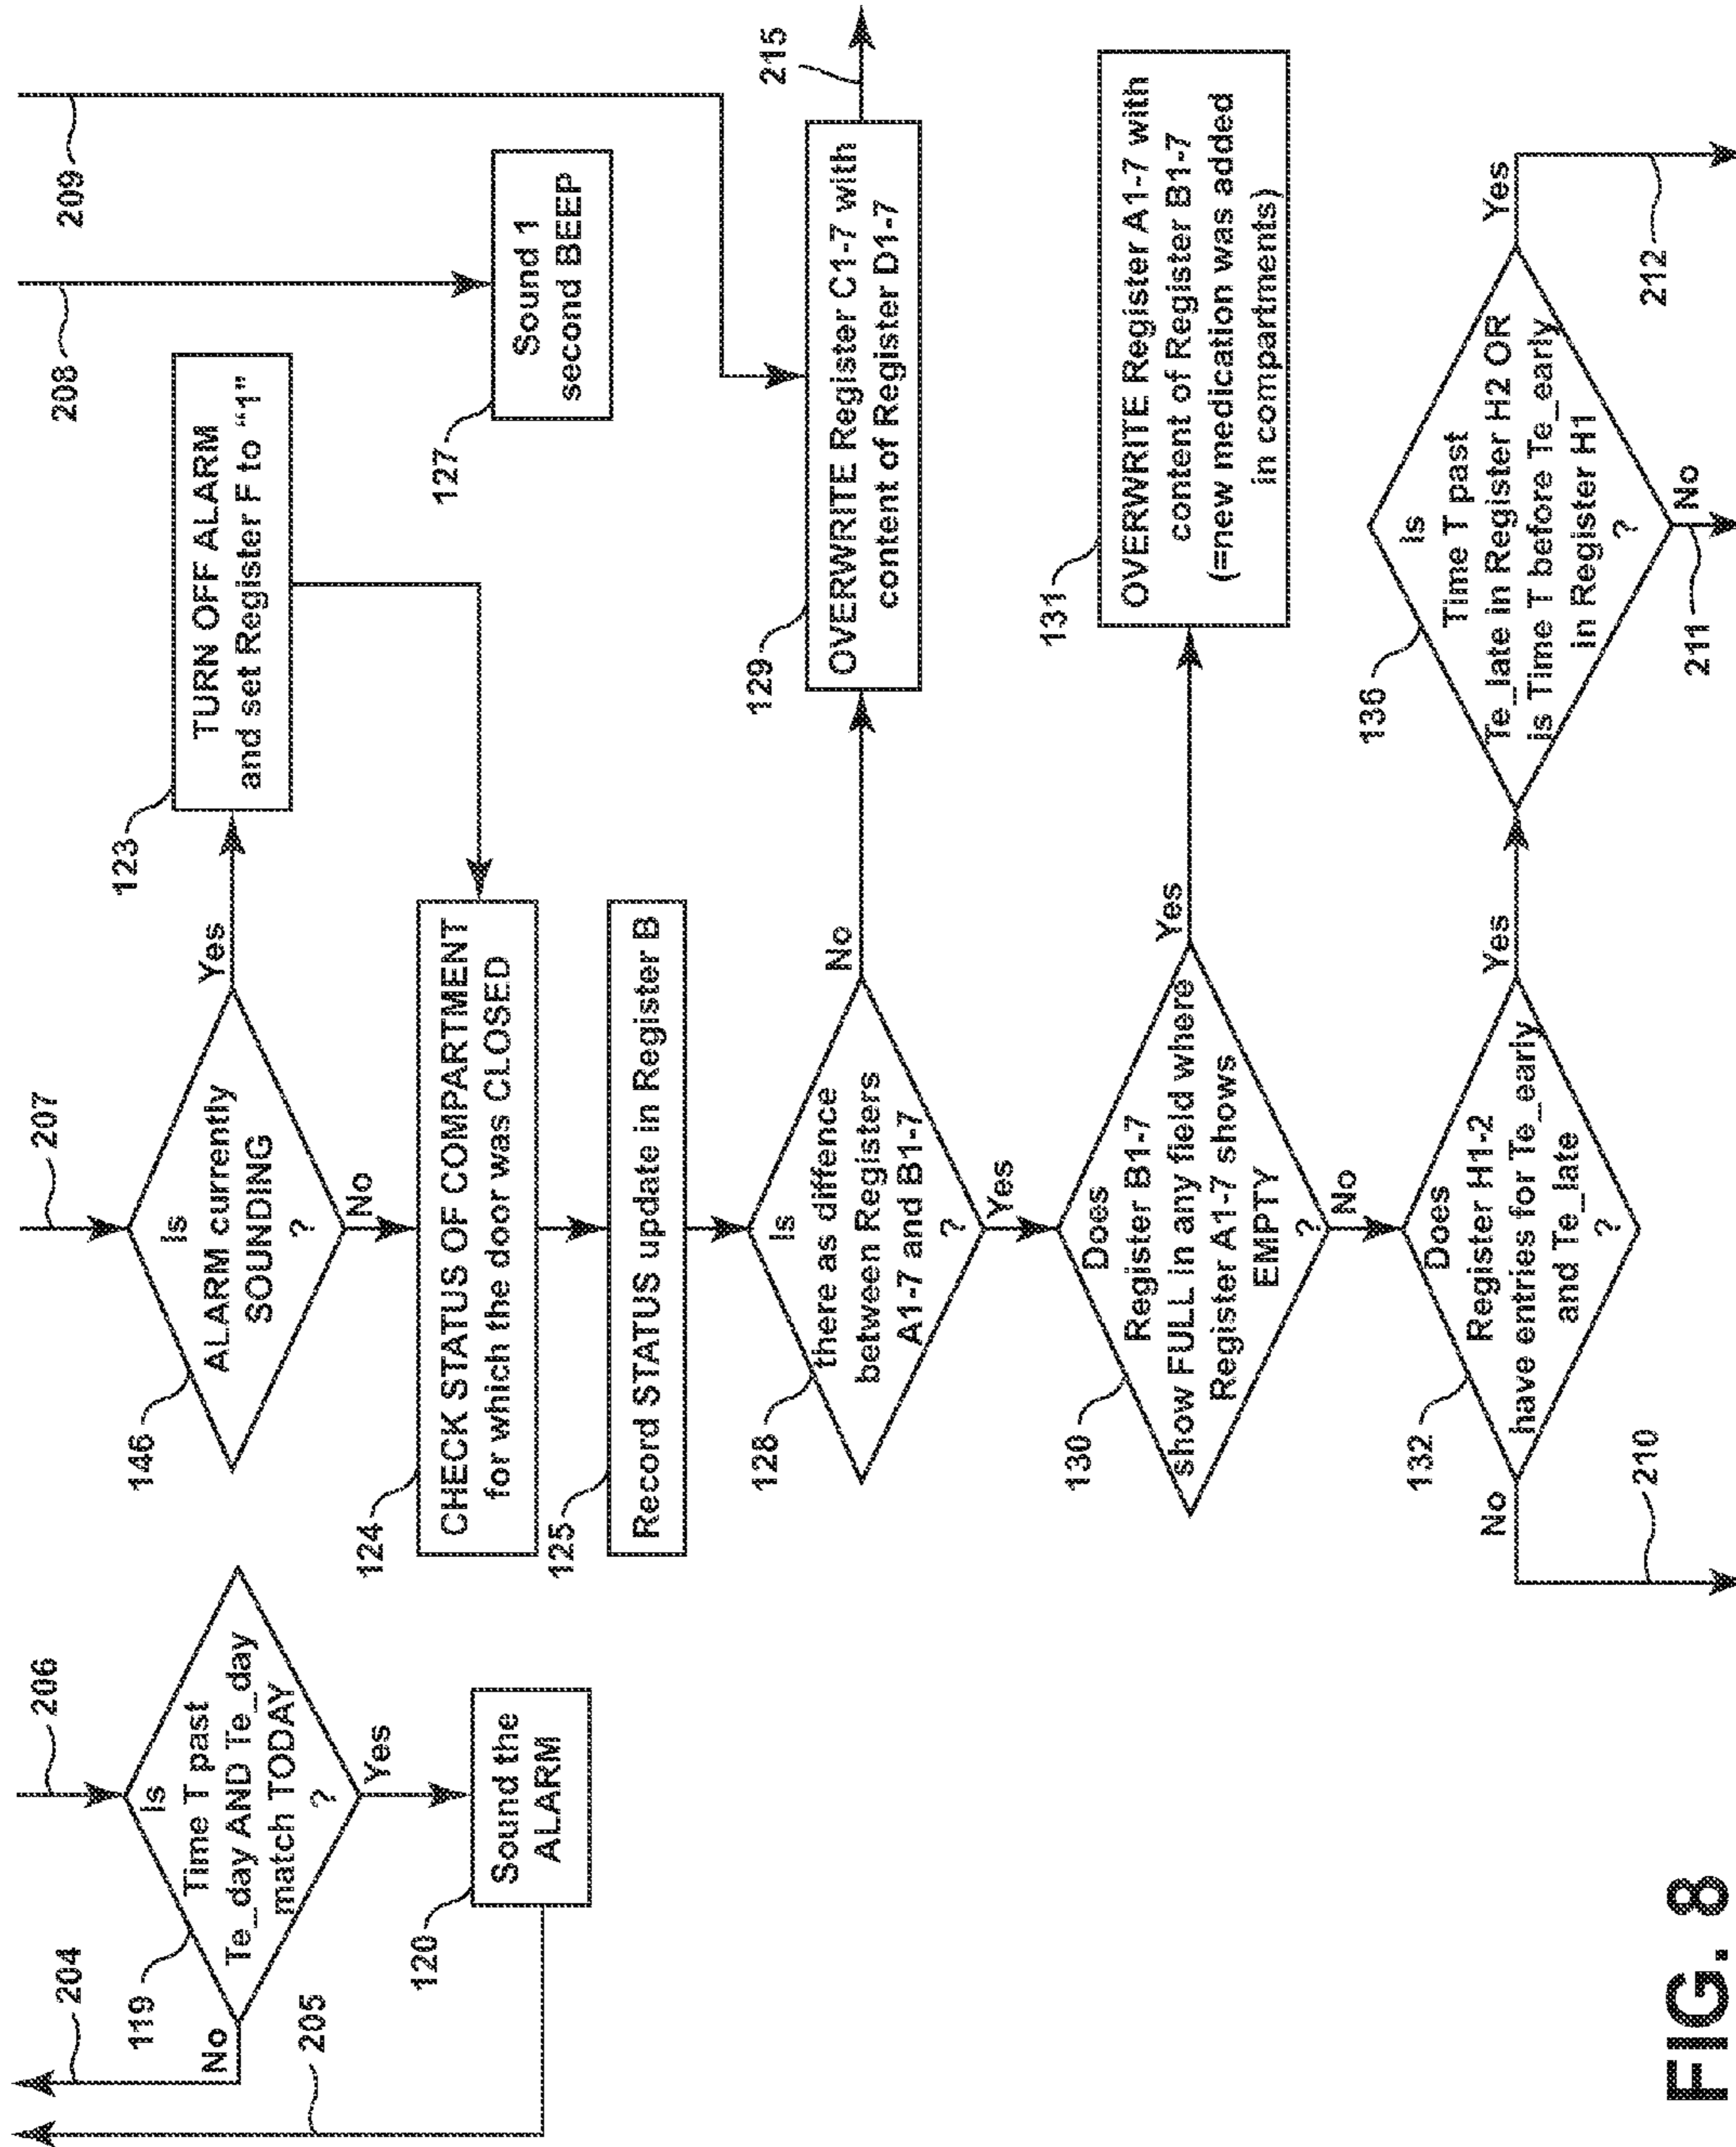 204
206
Is
Time T past
Te_day AND Te_day
match TODAY
?
119
No
Yes
205
Sound the
ALARM
120
207
Is
ALARM currently
SOUNDING
?
146
Yes
No
TURN OFF ALARM
and set Register F to “1”
123
208
209
CHECK STATUS OF COMPARTMENT
for which the door was CLOSED
124
Sound 1
second BEEP
127
Record STATUS update in Register B
125
Is
there as diffence
between Registers
A1-7 and B1-7
?
128
No
Yes
OVERWRITE Register C1-7 with
content of Register D1-7
129
215
Does
Register B1-7
show FULL in any field where
Register A1-7 shows
EMPTY
?
130
Yes
No
OVERWRITE Register A1-7 with
content of Register B1-7
(=new medication was added
in compartments)
131
Does
Register H1-2
have entries for Te_early
and Te_late
?
132
No
Yes
210
Is
Time T past
Te_late in Register H2 OR
is Time T before Te_early
in Register H1
?
136
Yes
No
212
211
FIG. 8